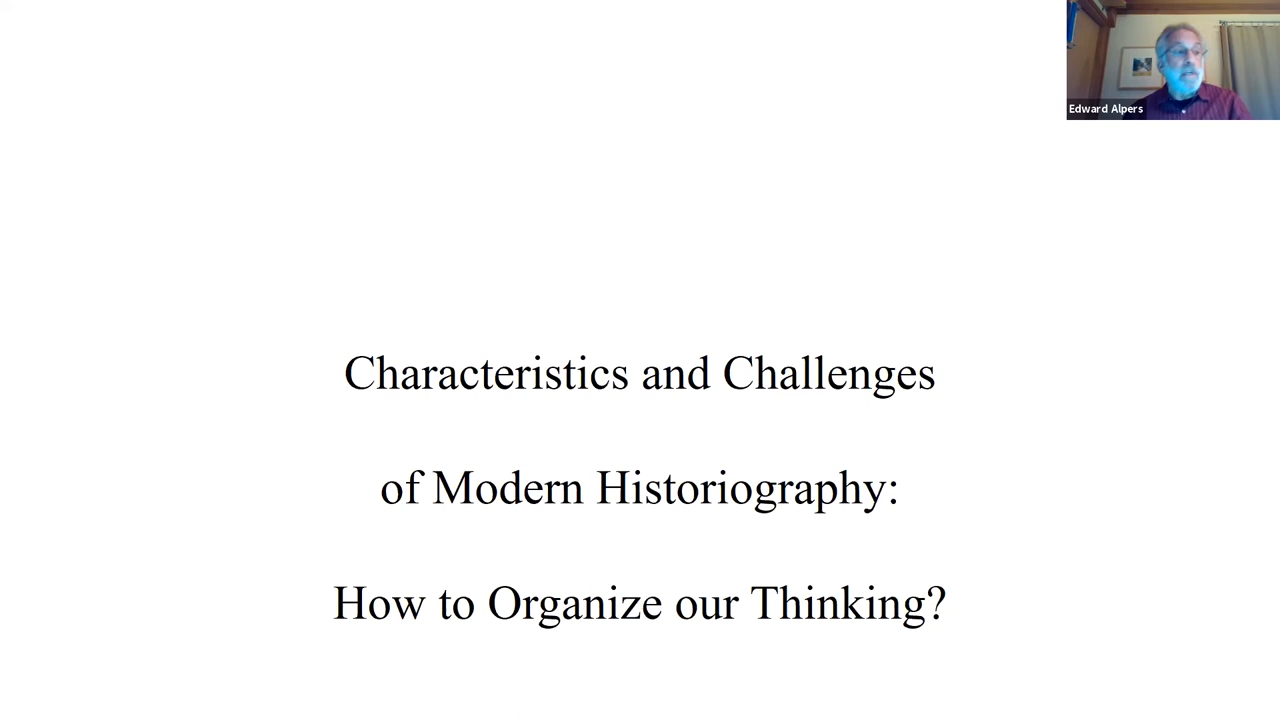 Edward Alpers
Characteristics and Challenges
of Modern Historiography:
How to Organize our Thinking?